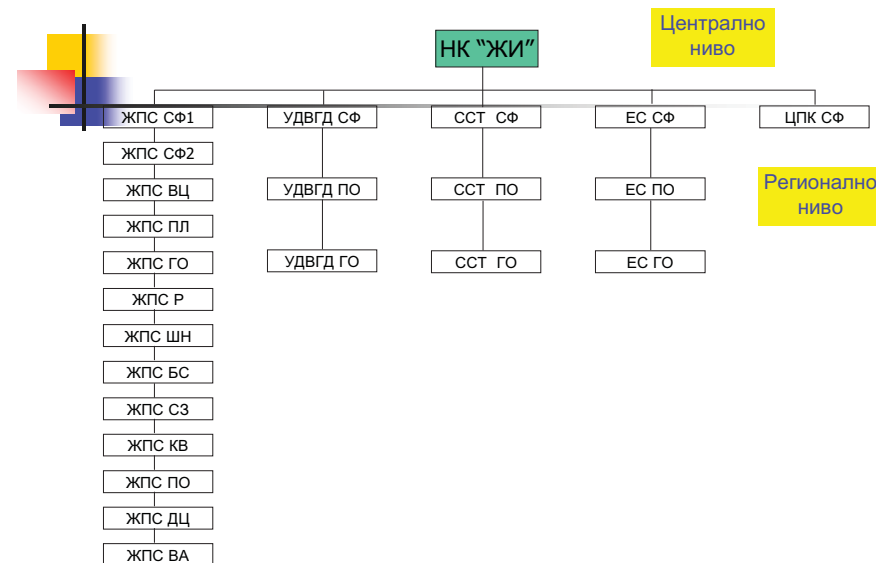 Централно
ниво
НК “ЖИ”
ЖПС СФ1
УДВГД СФ
ССТ СФ
ЕС СФ
ЦПК СФ
ЖПС СФ2
ЖПС ВЦ
УДВГД ПО
ССТ ПО
ЕС ПО
Регионално
ниво
ЖПС ПЛ
ЖПС ГО
УДВГД ГО
ССТ ГО
ЕС ГО
ЖПС Р
ЖПС ШН
ЖПС БС
ЖПС СЗ
ЖПС КВ
ЖПС ПО
ЖПС ДЦ
ЖПС ВА